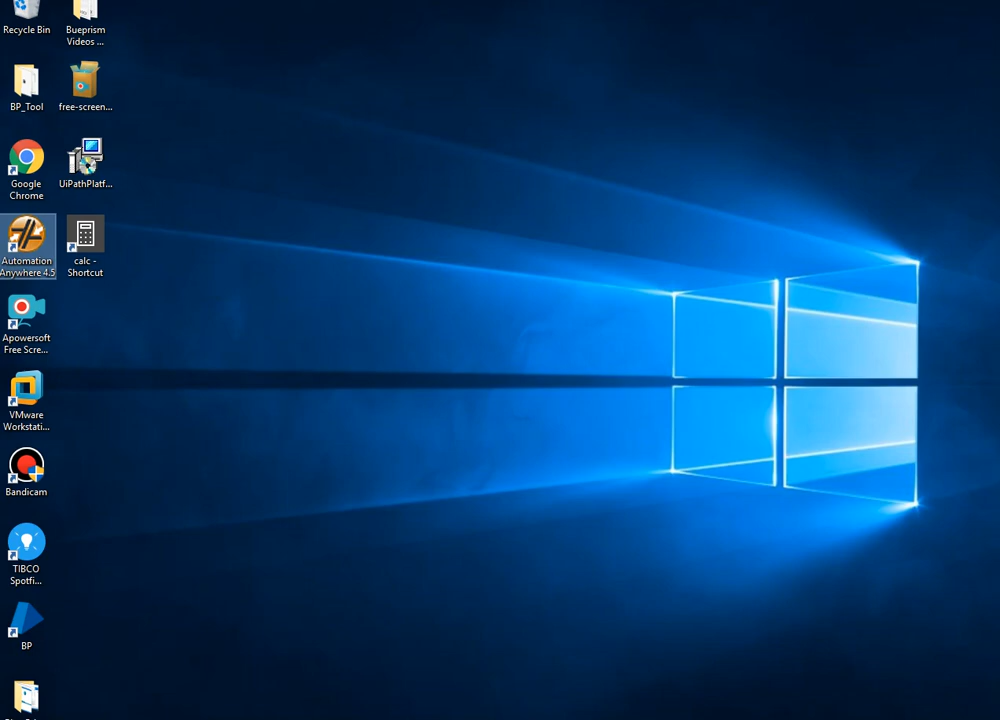 Recycle Bin
Bueprism
Videos ...
BP_Tool
free-screen...
Google
Chrome
UiPathPlatf...
Automation
Anywhere 4.5
calc -
Shortcut
Apowersoft
Free Scre...
VMware
Workstati...
Bandicam
TIBCO
Spotfi...
BP